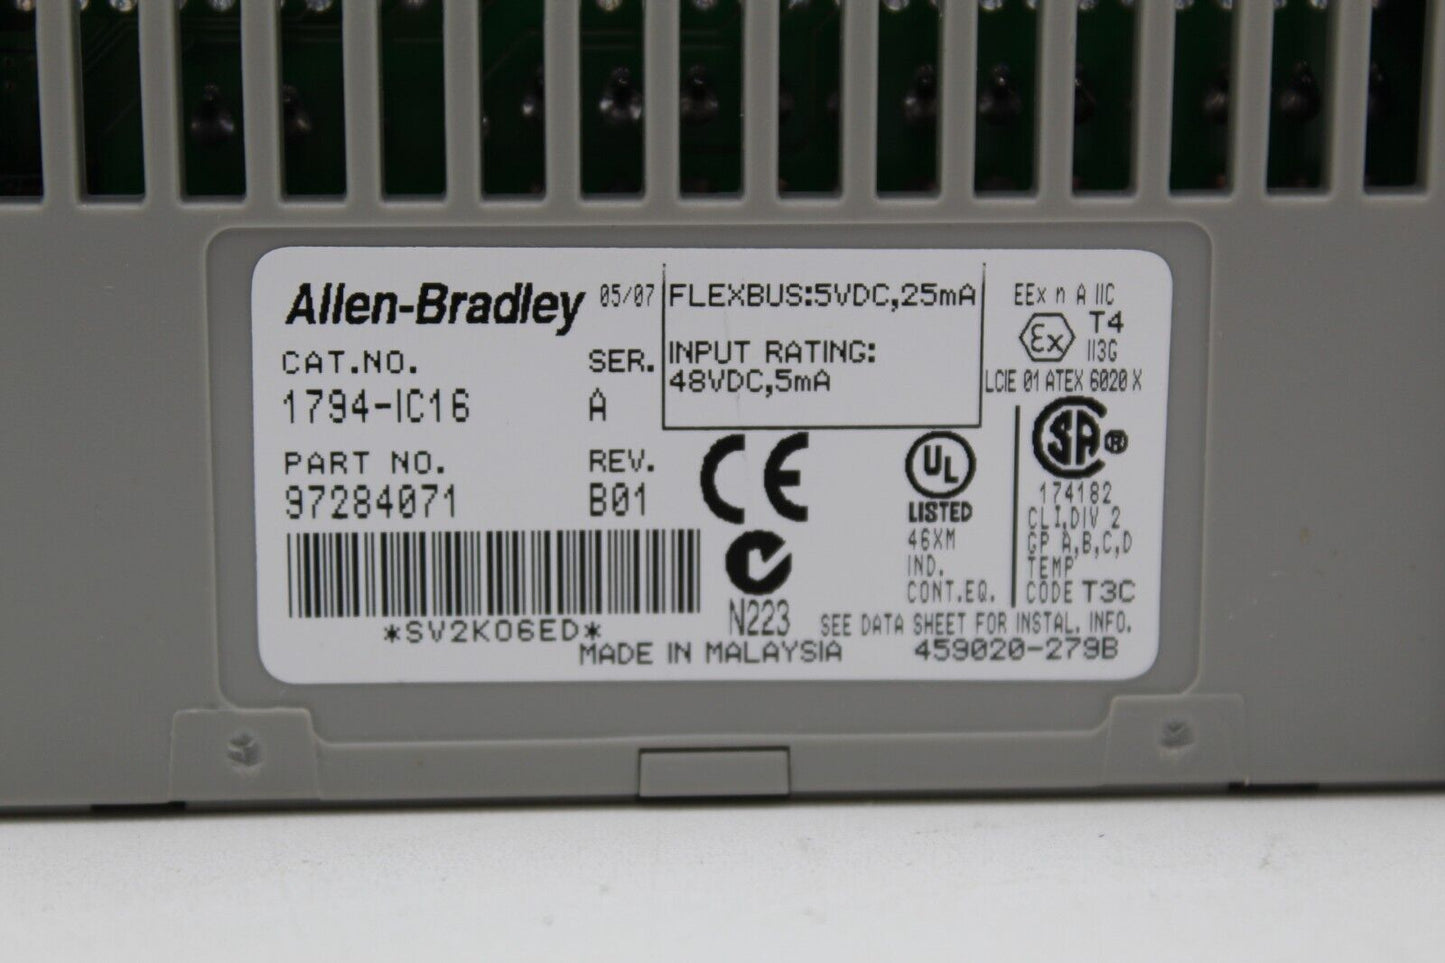 Allen-Bradley 05/07
CAT.NO. SER.
1794-IC16 A
PART NO. REV.
97284071 B01
*SV2K06ED*
FLEXBUS:5VDC,25mA
INPUT RATING:
48VDC,5mA
EEx n A IIC
Ex T4
II3G
LCIE 01 ATEX 6020 X
CE
N223
UL
LISTED
46XM
IND.
CONT.EQ.
SA ®
174182
CL I,DIV 2
GP A,B,C,D
TEMP
CODE T3C
SEE DATA SHEET FOR INSTAL. INFO.
MADE IN MALAYSIA 459020-279B